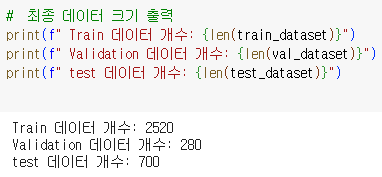 # 최종 데이터 크기 출력
print(f" Train 데이터 개수: {len(train_dataset)}")
print(f" Validation 데이터 개수: {len(val_dataset)}")
print(f" test 데이터 개수: {len(test_dataset)}")
Train 데이터 개수: 2520
Validation 데이터 개수: 280
test 데이터 개수: 700